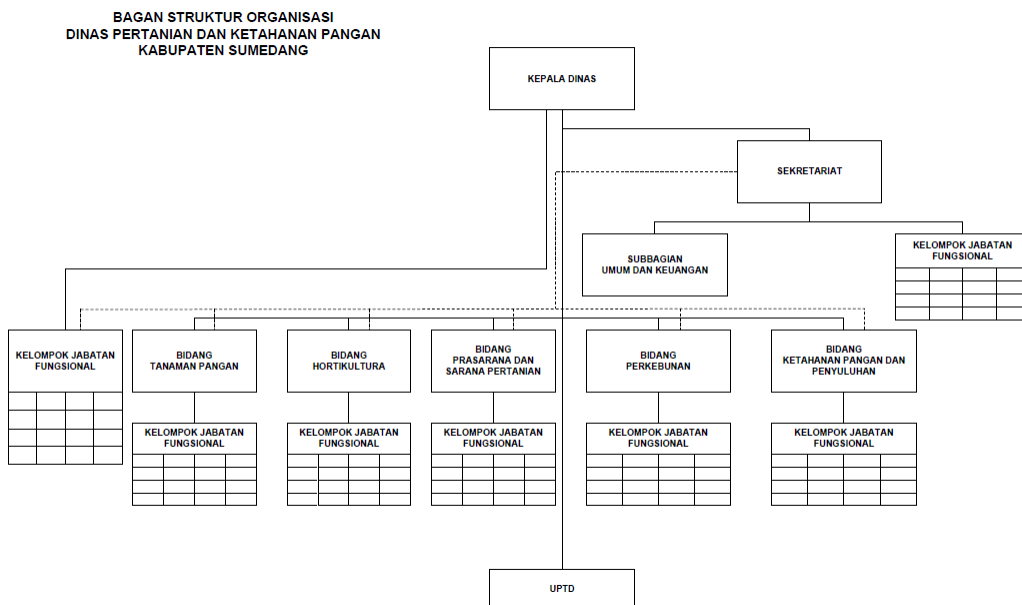 BAGAN STRUKTUR ORGANISASI
DINAS PERTANIAN DAN KETAHANAN PANGAN
KABUPATEN SUMEDANG
KEPALA DINAS
SEKRETARIAT
SUBBAGIAN
UMUM DAN KEUANGAN
KELOMPOK JABATAN
FUNGSIONAL
KELOMPOK JABATAN
FUNGSIONAL
BIDANG
TANAMAN PANGAN
BIDANG
HORTIKULTURA
BIDANG
PRASARANA DAN
SARANA PERTANIAN
BIDANG
PERKEBUNAN
BIDANG
KETAHANAN PANGAN DAN
PENYULUHAN
KELOMPOK JABATAN
FUNGSIONAL
KELOMPOK JABATAN
FUNGSIONAL
KELOMPOK JABATAN
FUNGSIONAL
KELOMPOK JABATAN
FUNGSIONAL
KELOMPOK JABATAN
FUNGSIONAL
UPTD